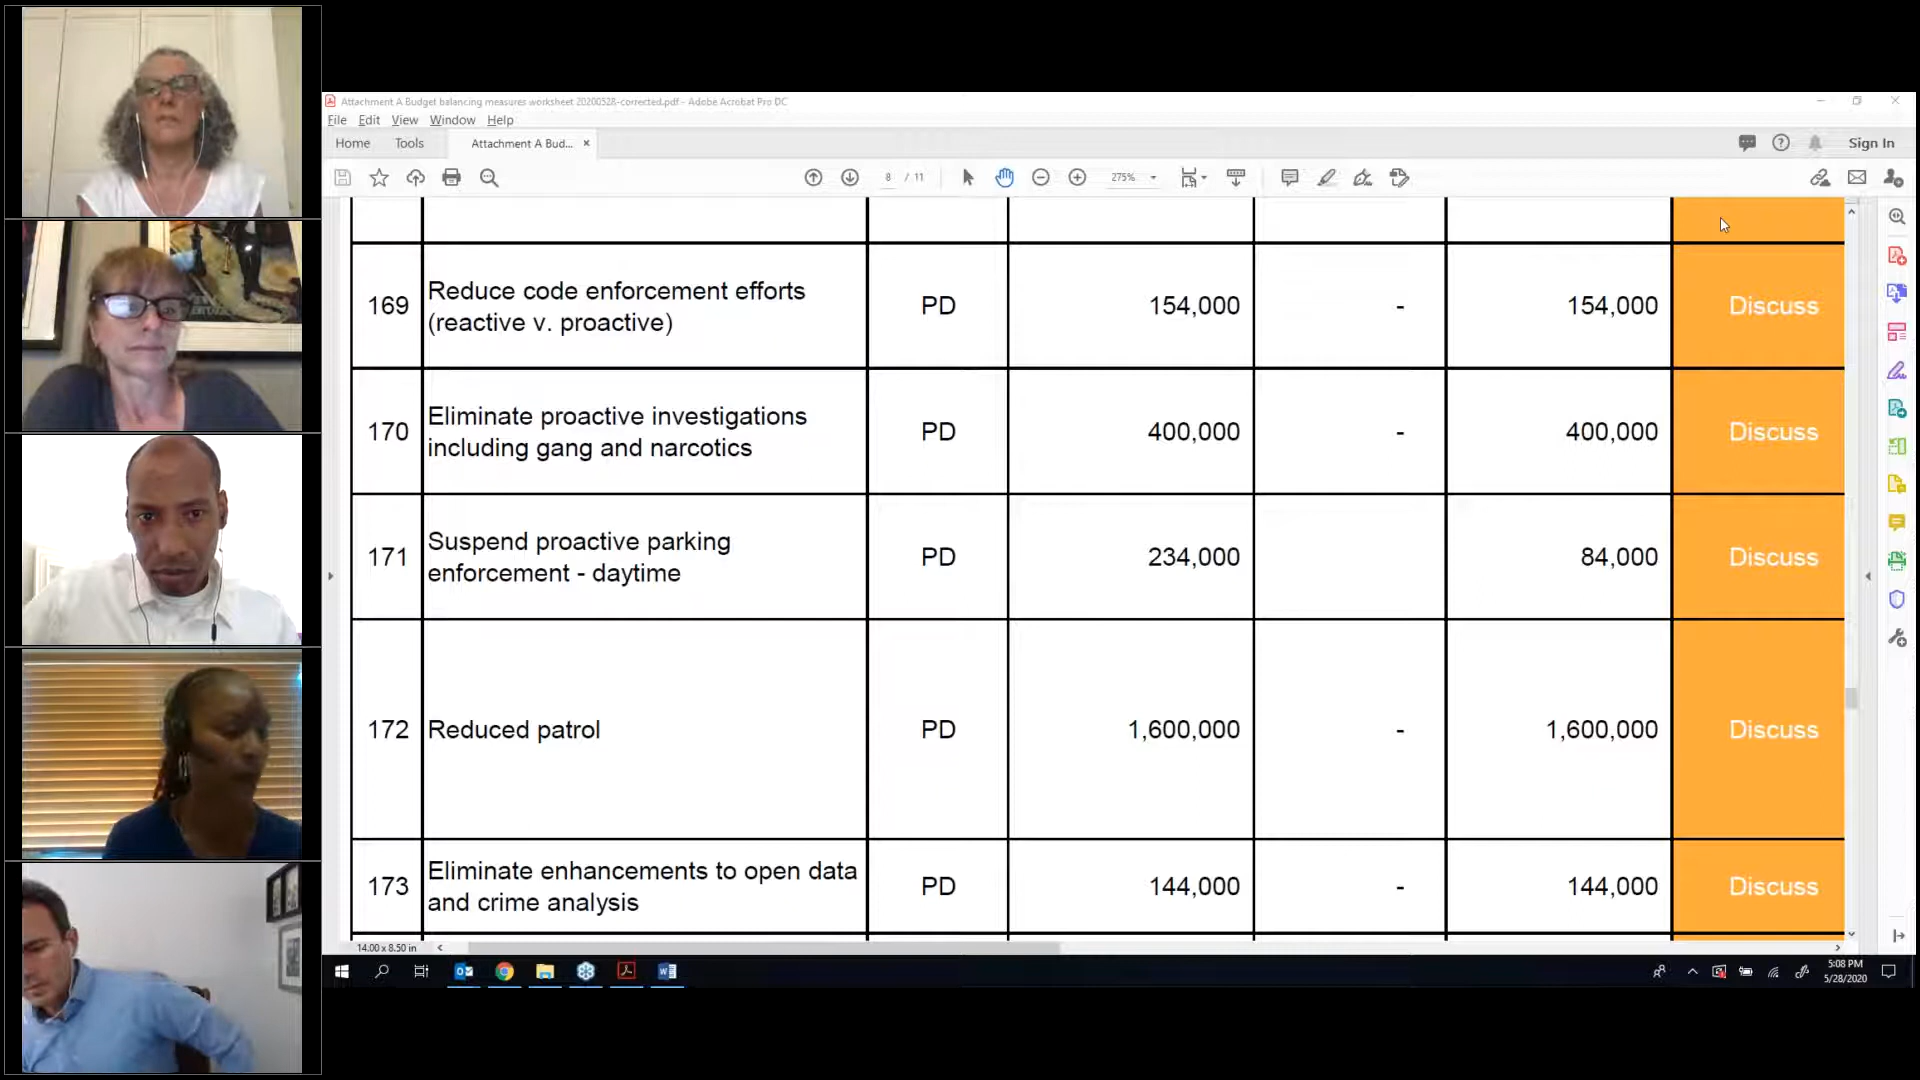 Attachment A Budget balancing measures worksheet 20200528-corrected.pdf - Adobe Acrobat Pro DC
File Edit View Window Help
Home Tools Attachment A Bud... × Sign In
8 / 11 275%
169 Reduce code enforcement efforts (reactive v. proactive) PD 154,000 - 154,000 Discuss
170 Eliminate proactive investigations including gang and narcotics PD 400,000 - 400,000 Discuss
171 Suspend proactive parking enforcement - daytime PD 234,000 84,000 Discuss
172 Reduced patrol PD 1,600,000 - 1,600,000 Discuss
173 Eliminate enhancements to open data and crime analysis PD 144,000 - 144,000 Discuss
14.00 x 8.50 in
5:08 PM
5/28/2020